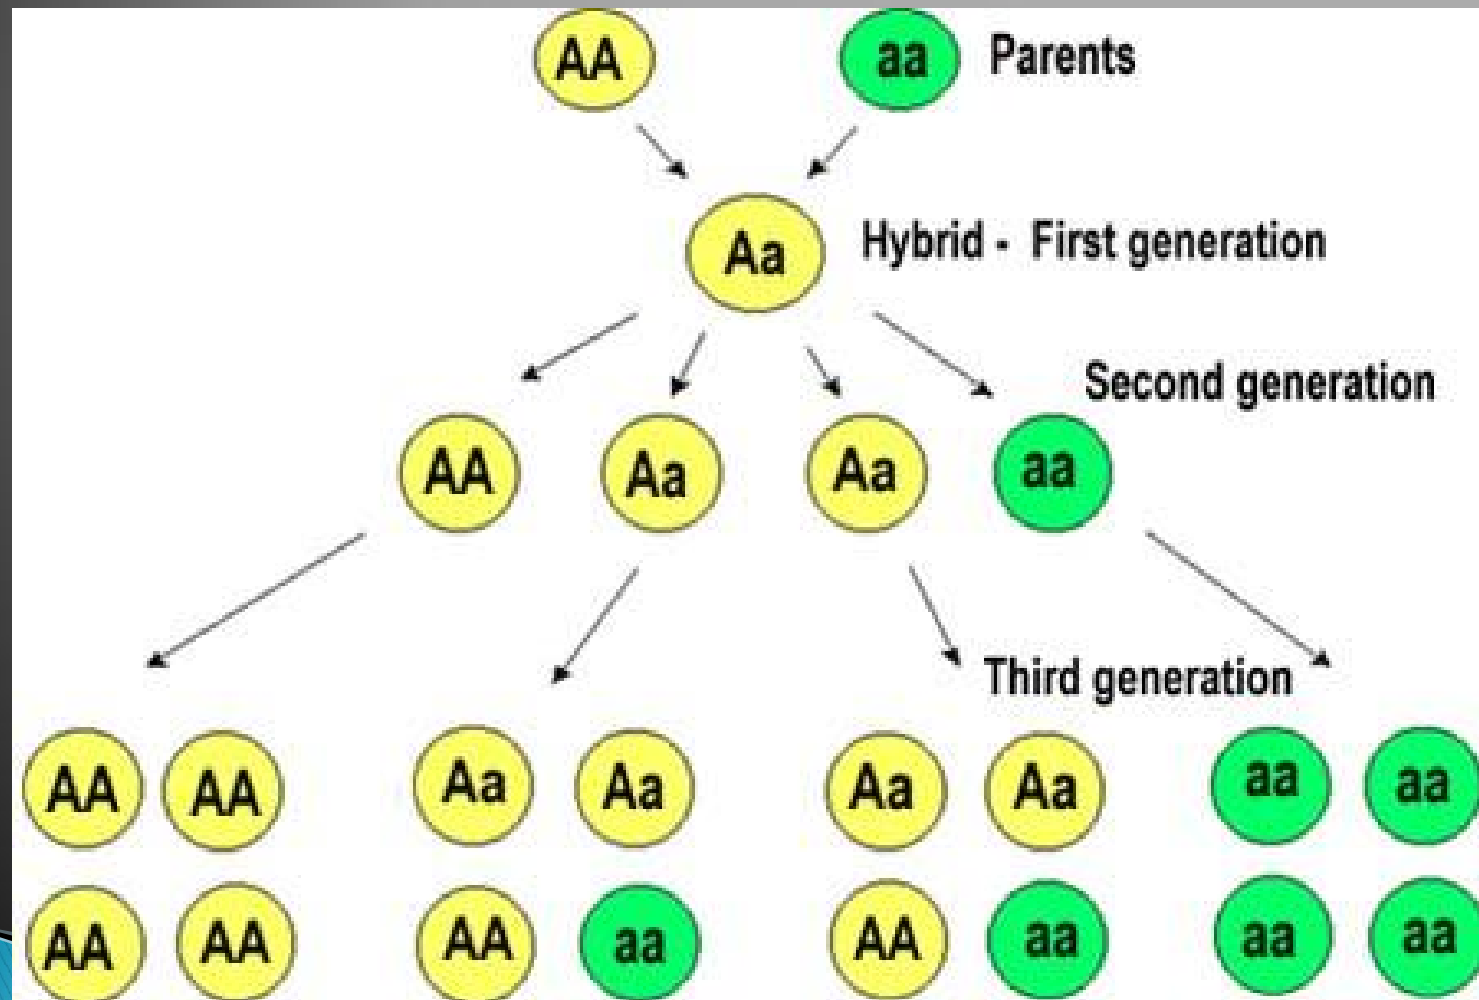 AA aa Parents
Aa Hybrid - First generation
Second generation
AA Aa Aa aa
Third generation
AA AA Aa Aa Aa Aa aa aa
AA AA AA aa AA aa aa aa